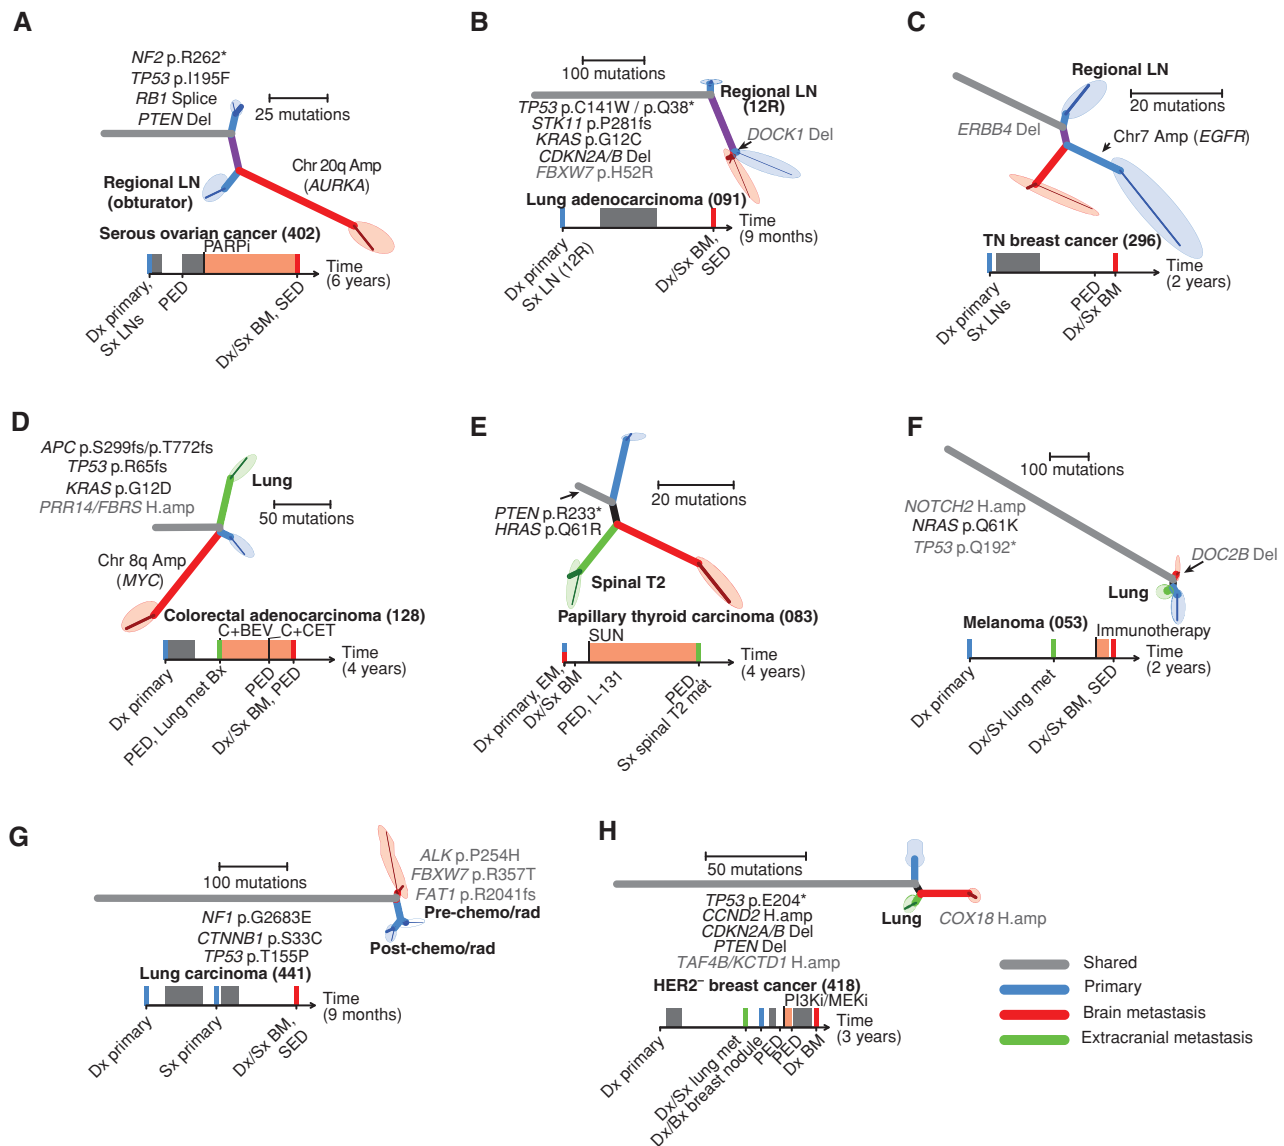 A
NF2 p.R262*
TP53 p.I195F
RB1 Splice
PTEN Del
25 mutations
Chr 20q Amp
(AURKA)
Regional LN
(obturator)
Serous ovarian cancer (402)
PARPi
Time
(6 years)
Dx primary,
Sx LNs
PED
Dx/Sx BM, SED
B
100 mutations
Regional LN
(12R)
TP53 p.C141W / p.Q38*
STK11 p.P281fs
KRAS p.G12C
CDKN2A/B Del
FBXW7 p.H52R
DOCK1 Del
Lung adenocarcinoma (091)
Time
(9 months)
Dx primary
Sx LN (12R)
Dx/Sx BM,
SED
C
Regional LN
20 mutations
ERBB4 Del
Chr7 Amp (EGFR)
TN breast cancer (296)
Time
(2 years)
Dx primary
Sx LNs
PED
Dx/Sx BM
D
APC p.S299fs/p.T772fs
TP53 p.R65fs
KRAS p.G12D
PRR14/FBRS H.amp
Lung
50 mutations
Chr 8q Amp
(MYC)
Colorectal adenocarcinoma (128)
C+BEV
C+CET
Time
(4 years)
Dx primary
PED, Lung met Bx
PED
Dx/Sx BM, PED
E
20 mutations
PTEN p.R233*
HRAS p.Q61R
Spinal T2
Papillary thyroid carcinoma (083)
SUN
Time
(4 years)
Dx primary, EM,
Dx/Sx BM
PED, I–131
PED,
Sx spinal T2 met
F
100 mutations
NOTCH2 H.amp
NRAS p.Q61K
TP53 p.Q192*
DOC2B Del
Lung
Melanoma (053)
Immunotherapy
Time
(2 years)
Dx primary
Dx/Sx lung met
Dx/Sx BM, SED
G
100 mutations
ALK p.P254H
FBXW7 p.R357T
FAT1 p.R2041fs
Pre-chemo/rad
NF1 p.G2683E
CTNNB1 p.S33C
TP53 p.T155P
Post-chemo/rad
Lung carcinoma (441)
Time
(9 months)
Dx primary
Sx primary
Dx/Sx BM,
SED
H
50 mutations
TP53 p.E204*
CCND2 H.amp
CDKN2A/B Del
PTEN Del
TAF4B/KCTD1 H.amp
Lung
COX18 H.amp
HER2⁻ breast cancer (418)
PI3Ki/MEKi
Time
(3 years)
Dx primary
Dx/Sx lung met
Dx/Bx breast nodule
PED
PED
Dx BM
Shared
Primary
Brain metastasis
Extracranial metastasis